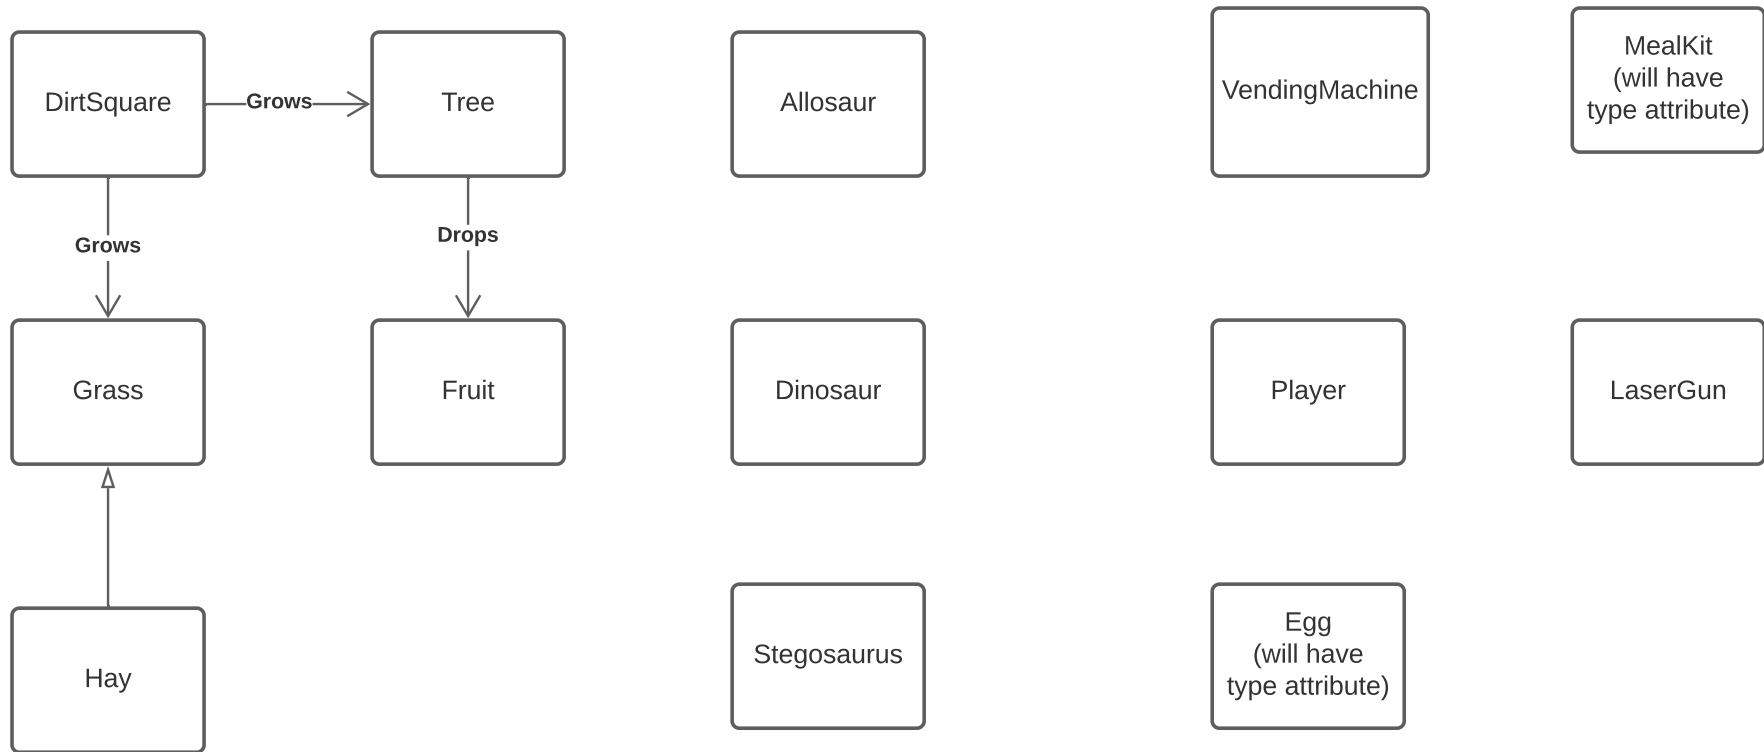 DirtSquare
Grows
Tree
Allosaur
VendingMachine
MealKit
(will have
type attribute)
Grows
Drops
Grass
Fruit
Dinosaur
Player
LaserGun
Hay
Stegosaurus
Egg
(will have
type attribute)